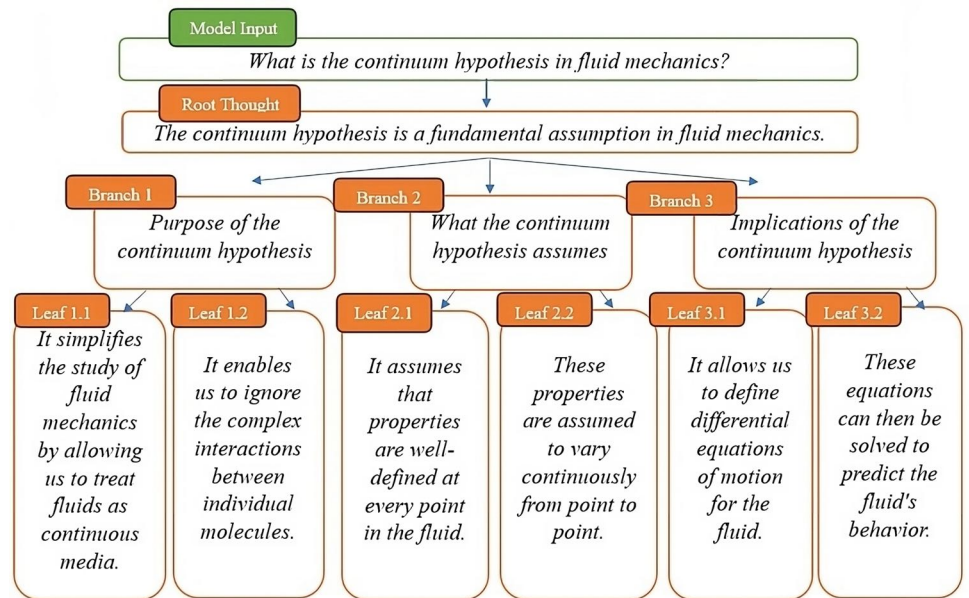 Model Input
What is the continuum hypothesis in fluid mechanics?
Root Thought
The continuum hypothesis is a fundamental assumption in fluid mechanics.
Branch 1
Purpose of the
continuum hypothesis
Branch 2
What the continuum
hypothesis assumes
Branch 3
Implications of the
continuum hypothesis
Leaf 1.1
It simplifies
the study of
fluid
mechanics
by allowing
us to treat
fluids as
continuous
media.
Leaf 1.2
It enables
us to ignore
the complex
interactions
between
individual
molecules.
Leaf 2.1
It assumes
that
properties
are well-
defined at
every point
in the fluid.
Leaf 2.2
These
properties
are assumed
to vary
continuously
from point to
point.
Leaf 3.1
It allows us
to define
differential
equations
of motion
for the
fluid.
Leaf 3.2
These
equations
can then be
solved to
predict the
fluid's
behavior.